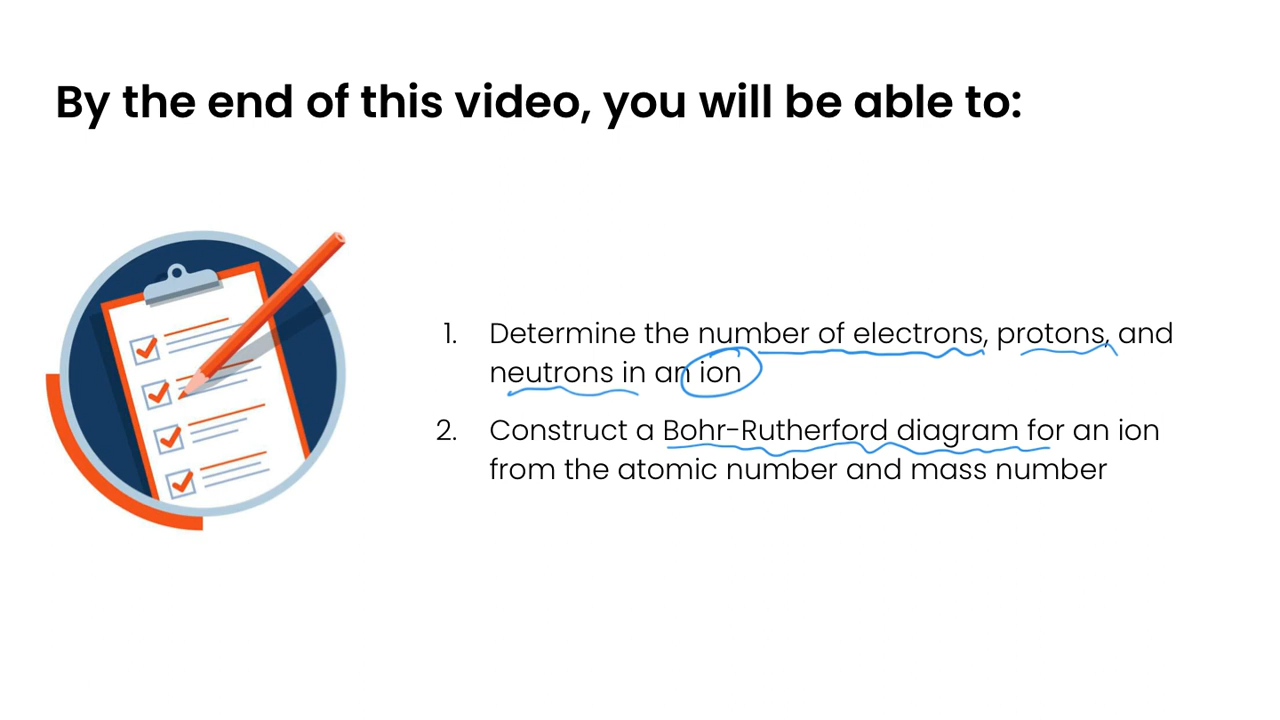 By the end of this video, you will be able to:
1. Determine the number of electrons, protons, and
neutrons in an ion
2. Construct a Bohr-Rutherford diagram for an ion
from the atomic number and mass number